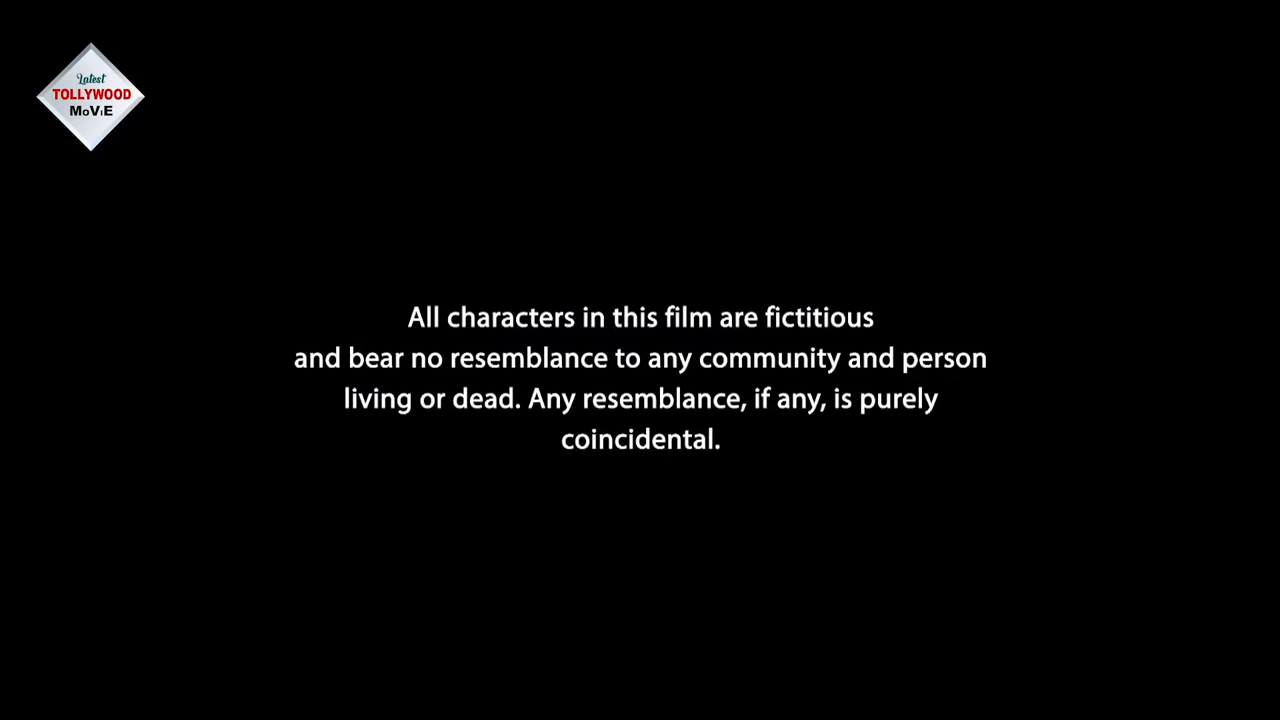 Latest
TOLLYWOOD
MoViE
All characters in this film are fictitious
and bear no resemblance to any community and person
living or dead. Any resemblance, if any, is purely
coincidental.